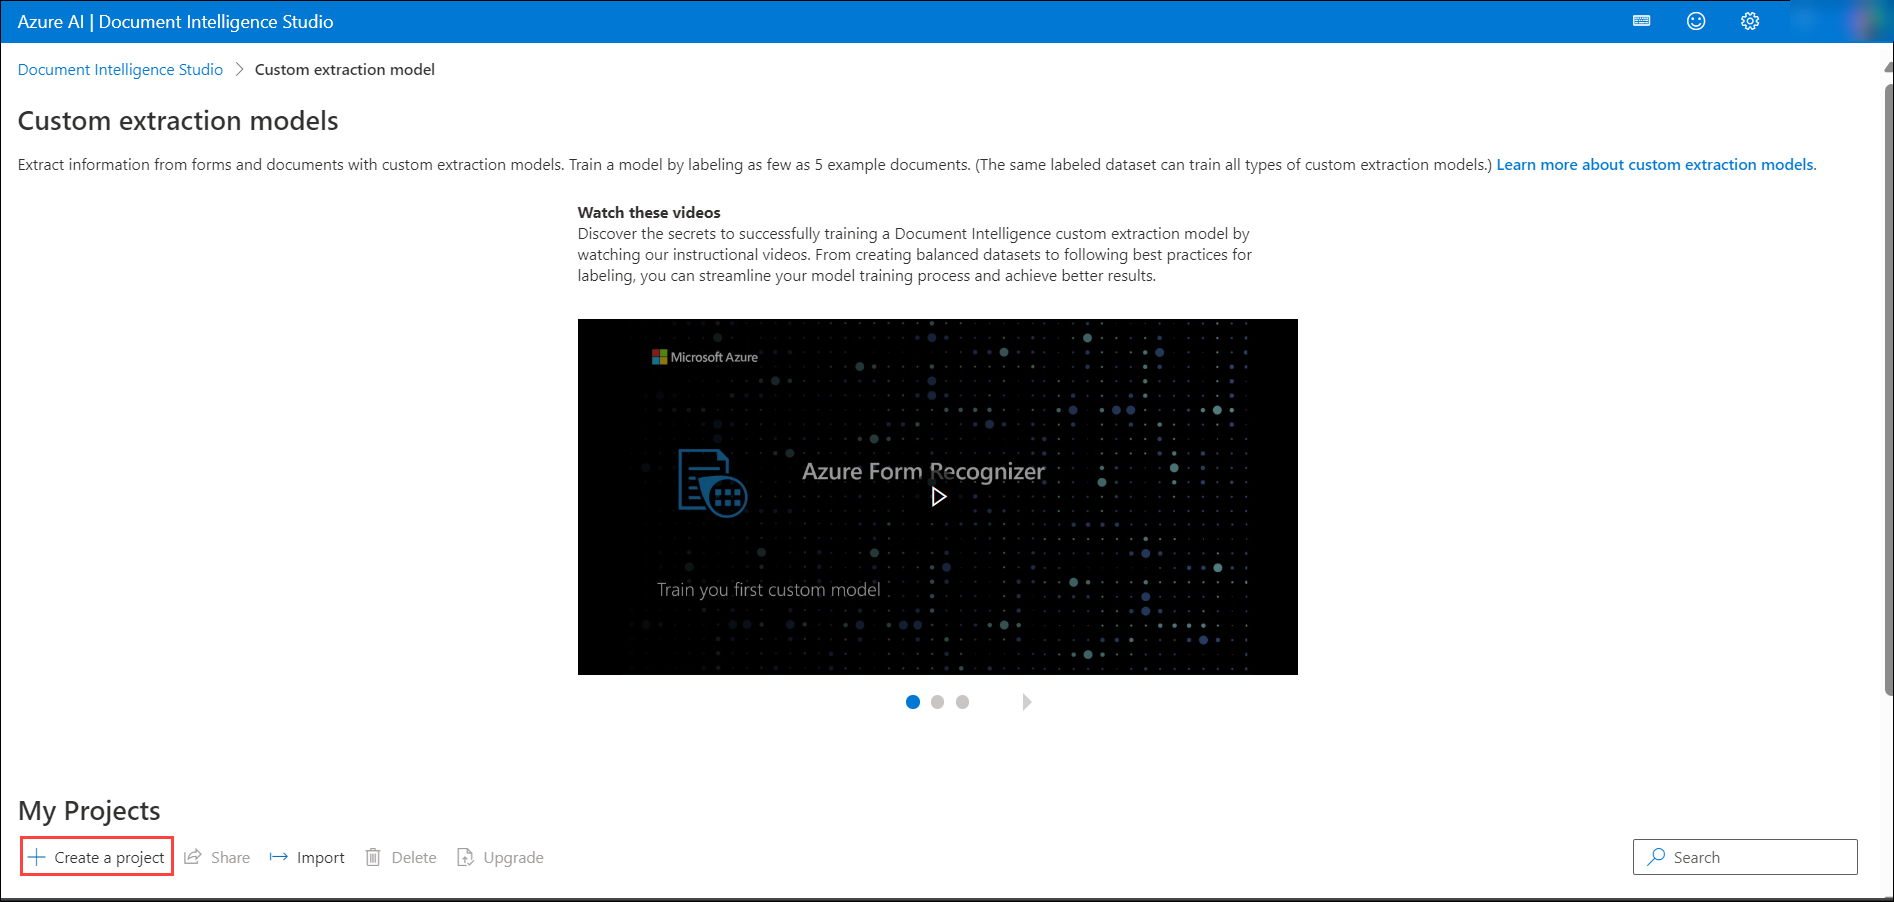 Azure AI | Document Intelligence Studio
Document Intelligence Studio > Custom extraction model
Custom extraction models
Extract information from forms and documents with custom extraction models. Train a model by labeling as few as 5 example documents. (The same labeled dataset can train all types of custom extraction models.) Learn more about custom extraction models.
Watch these videos
Discover the secrets to successfully training a Document Intelligence custom extraction model by
watching our instructional videos. From creating balanced datasets to following best practices for
labeling, you can streamline your model training process and achieve better results.
Microsoft Azure
Azure Form Recognizer
Train you first custom model
My Projects
Create a project Share Import Delete Upgrade Search